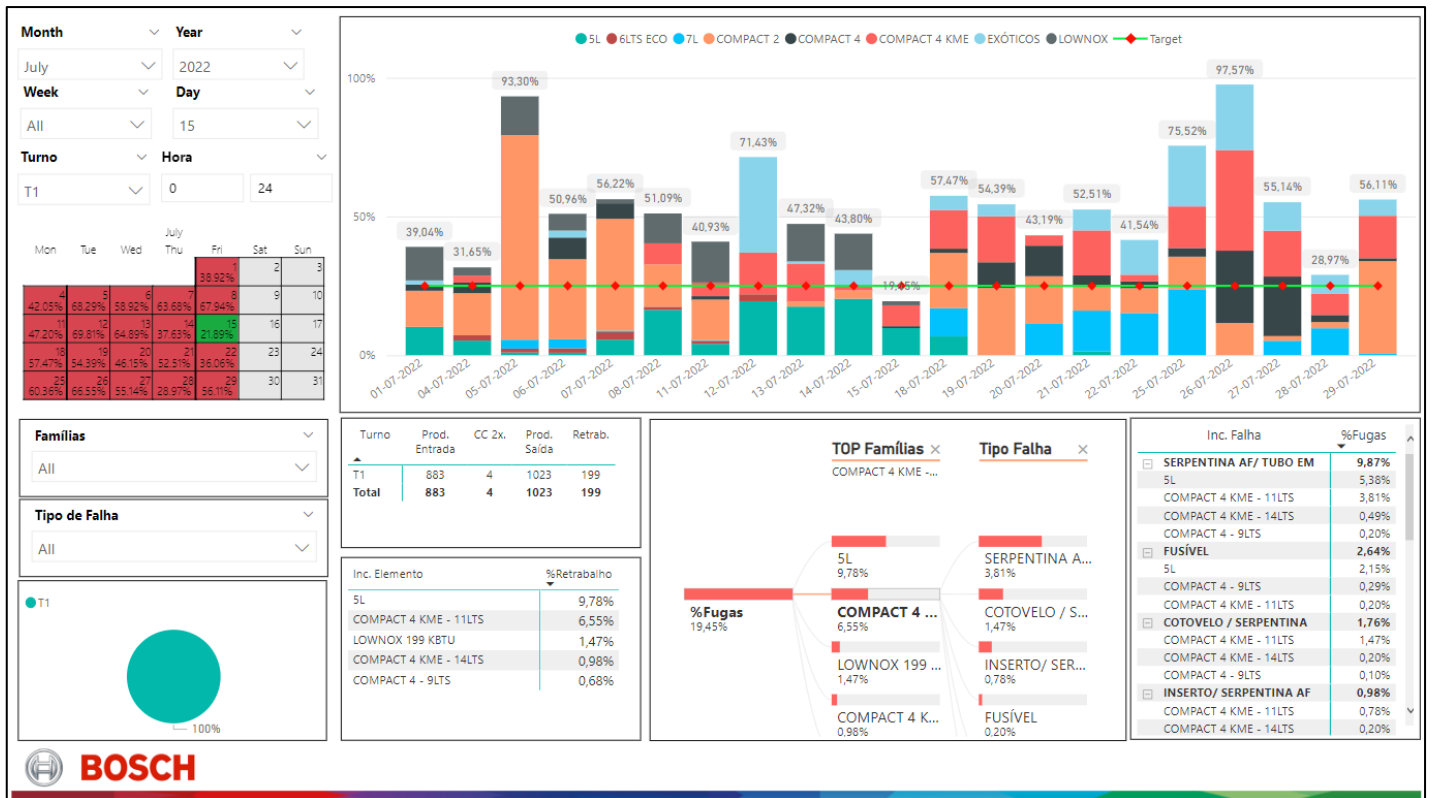 Month
Year
July
2022
Week
Day
All
15
Turno
Hora
T1
0
24
July
Mon Tue Wed Thu Fri Sat Sun
1 2 3
38.92%
4 5 6 7 8 9 10
42.05% 68.29% 58.92% 63.68% 67.94%
11 12 13 14 15 16 17
47.20% 69.81% 64.89% 37.63% 21.89%
18 19 20 21 22 23 24
57.47% 54.39% 46.15% 52.51% 36.06%
25 26 27 28 29 30 31
60.36% 66.55% 55.14% 28.97% 56.11%
5L 6LTS ECO 7L COMPACT 2 COMPACT 4 COMPACT 4 KME EXÓTICOS LOWNOX Target
100%
50%
0%
39,04% 31,65% 93,30% 50,96% 56,22% 51,09% 40,93% 71,43% 47,32% 43,80% 19,45% 57,47% 54,39% 43,19% 52,51% 41,54% 75,52% 97,57% 55,14% 28,97% 56,11%
01-07-2022 04-07-2022 05-07-2022 06-07-2022 07-07-2022 08-07-2022 11-07-2022 12-07-2022 13-07-2022 14-07-2022 15-07-2022 18-07-2022 19-07-2022 20-07-2022 21-07-2022 22-07-2022 25-07-2022 26-07-2022 27-07-2022 28-07-2022 29-07-2022
Famílias
All
Tipo de Falha
All
T1
100%
Turno Prod. Entrada CC 2x. Prod. Saída Retrab.
T1 883 4 1023 199
Total 883 4 1023 199
Inc. Elemento %Retrabalho
5L 9,78%
COMPACT 4 KME - 11LTS 6,55%
LOWNOX 199 KBTU 1,47%
COMPACT 4 KME - 14LTS 0,98%
COMPACT 4 - 9LTS 0,68%
TOP Famílias
COMPACT 4 KME -...
Tipo Falha
%Fugas
19,45%
5L
9,78%
COMPACT 4 ...
6,55%
LOWNOX 199 ...
1,47%
COMPACT 4 K...
0,98%
SERPENTINA A...
3,81%
COTOVELO / S...
1,47%
INSERTO/ SER...
0,78%
FUSÍVEL
0,20%
Inc. Falha %Fugas
SERPENTINA AF/ TUBO EM 9,87%
5L 5,38%
COMPACT 4 KME - 11LTS 3,81%
COMPACT 4 KME - 14LTS 0,49%
COMPACT 4 - 9LTS 0,20%
FUSÍVEL 2,64%
5L 2,15%
COMPACT 4 - 9LTS 0,29%
COMPACT 4 KME - 11LTS 0,20%
COTOVELO / SERPENTINA 1,76%
COMPACT 4 KME - 11LTS 1,47%
COMPACT 4 KME - 14LTS 0,20%
COMPACT 4 - 9LTS 0,10%
INSERTO/ SERPENTINA AF 0,98%
COMPACT 4 KME - 11LTS 0,78%
COMPACT 4 KME - 14LTS 0,20%
BOSCH